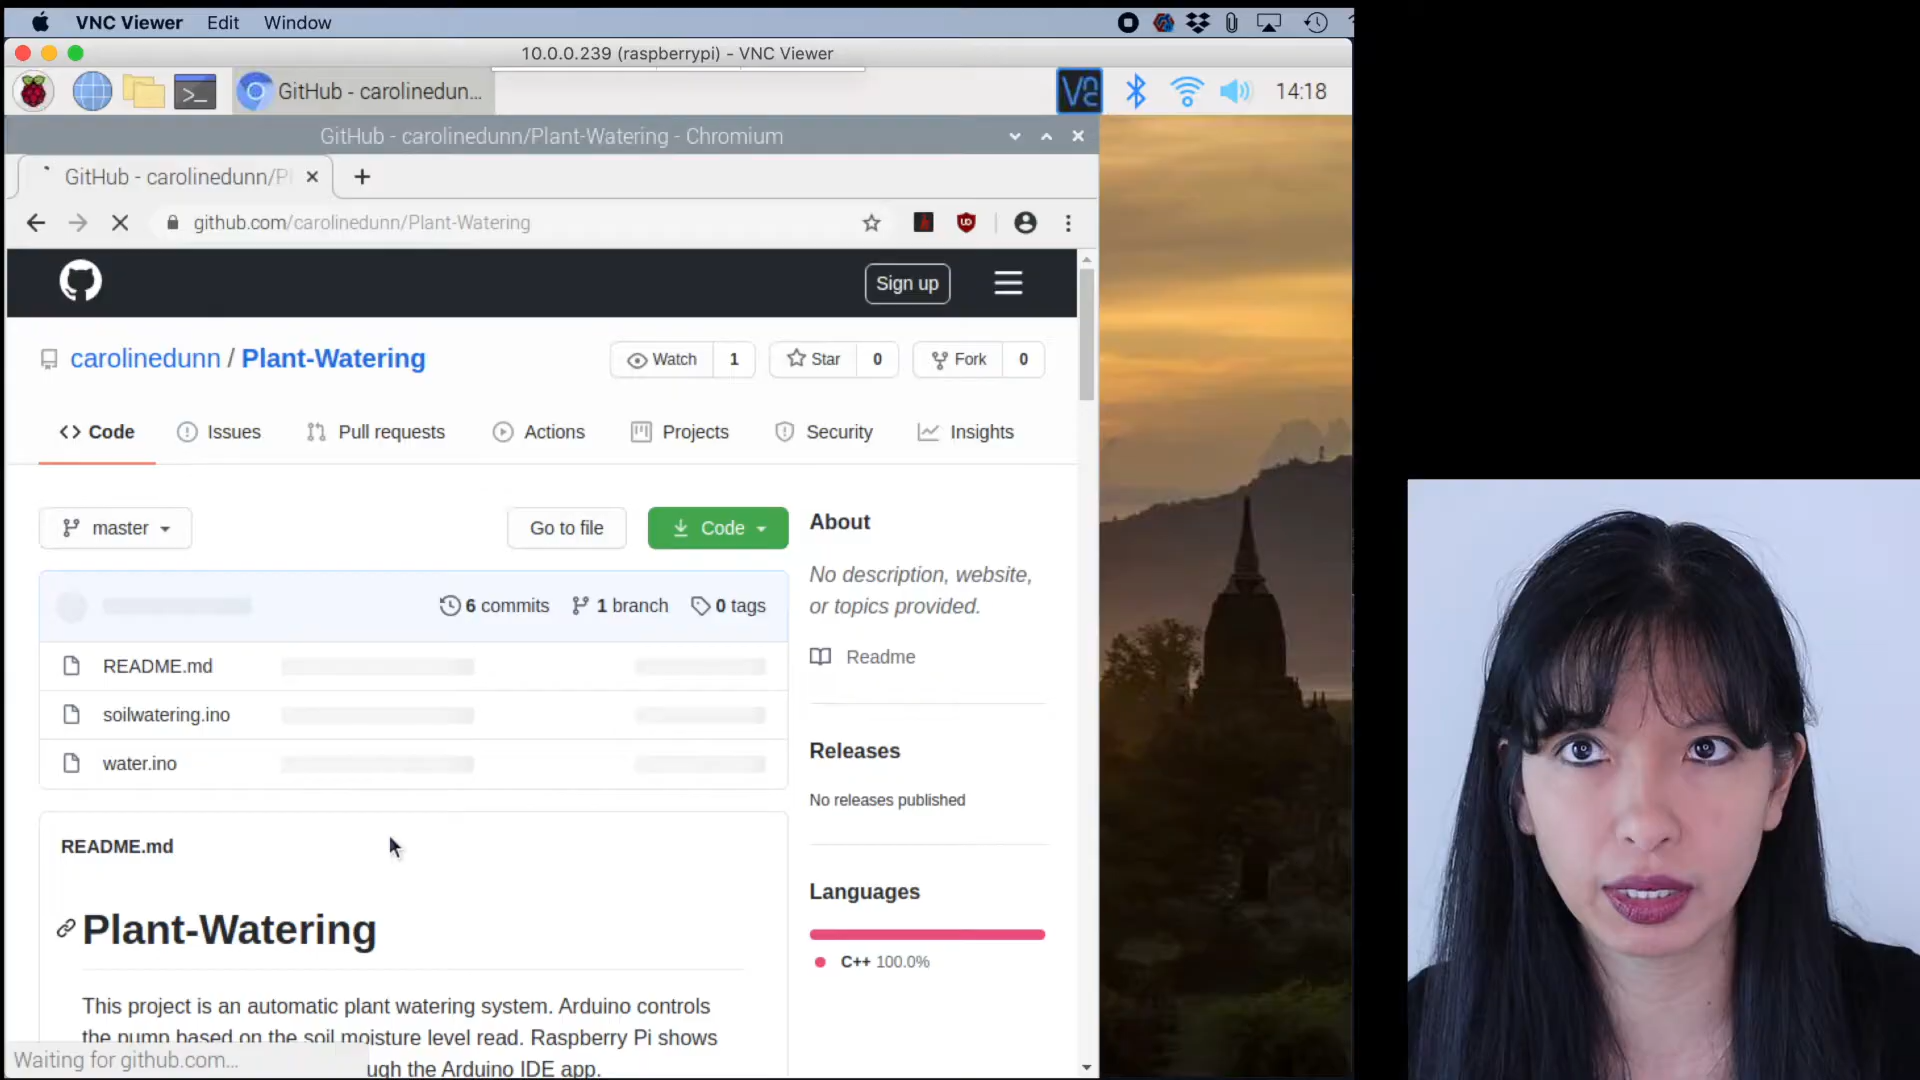 VNC Viewer Edit Window
10.0.0.239 (raspberrypi) - VNC Viewer
GitHub - carolinedun... 14:18
GitHub - carolinedunn/Plant-Watering - Chromium
GitHub - carolinedunn/Pl
github.com/carolinedunn/Plant-Watering
Sign up
carolinedunn / Plant-Watering Watch 1 Star 0 Fork 0
Code Issues Pull requests Actions Projects Security Insights
master Go to file Code
About
No description, website,
or topics provided.
Readme
6 commits 1 branch 0 tags
README.md
soilwatering.ino
water.ino
Releases
No releases published
README.md
Languages
C++ 100.0%
Plant-Watering
This project is an automatic plant watering system. Arduino controls
the pump based on the soil moisture level read. Raspberry Pi shows
ugh the Arduino IDE app.
Waiting for github.com...